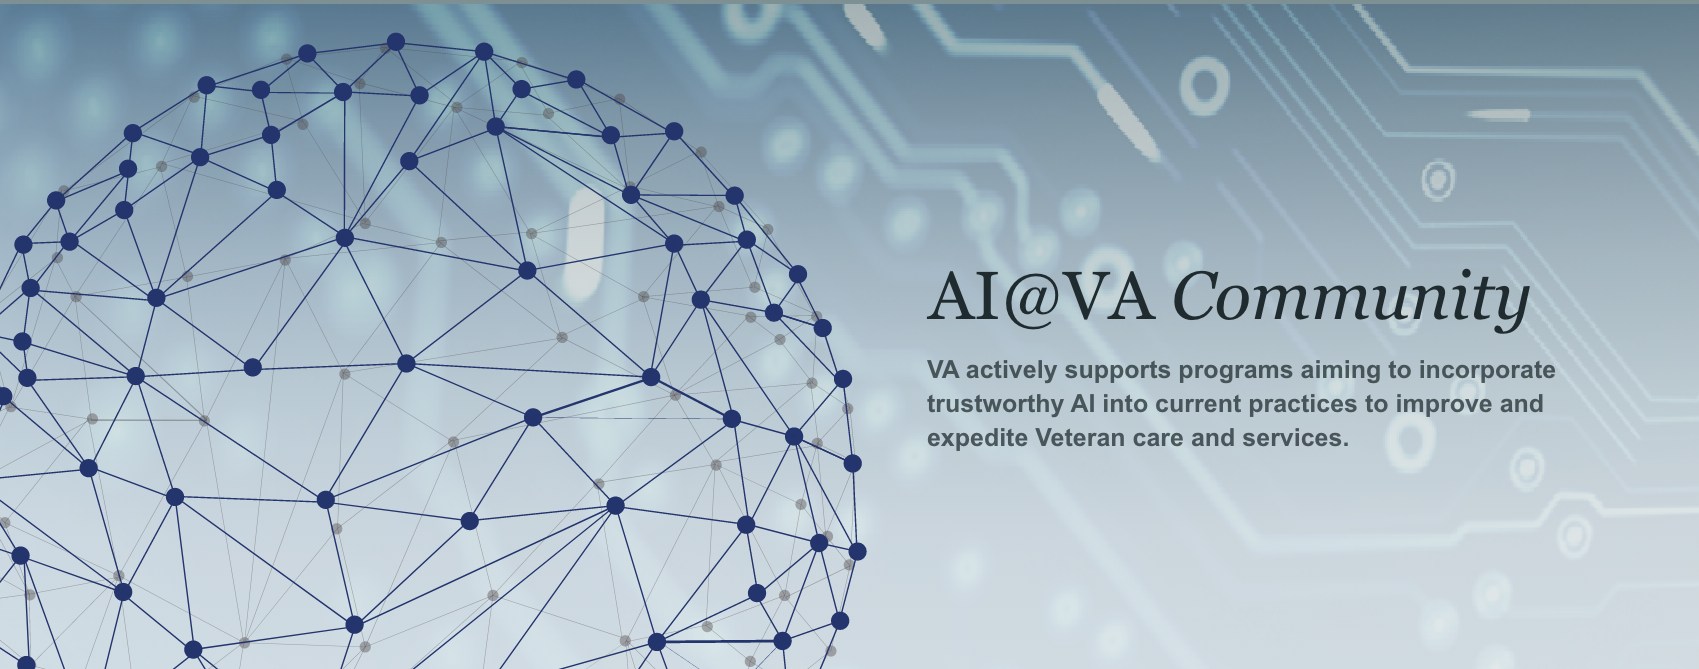 AI@VA Community
VA actively supports programs aiming to incorporate
trustworthy AI into current practices to improve and
expedite Veteran care and services.